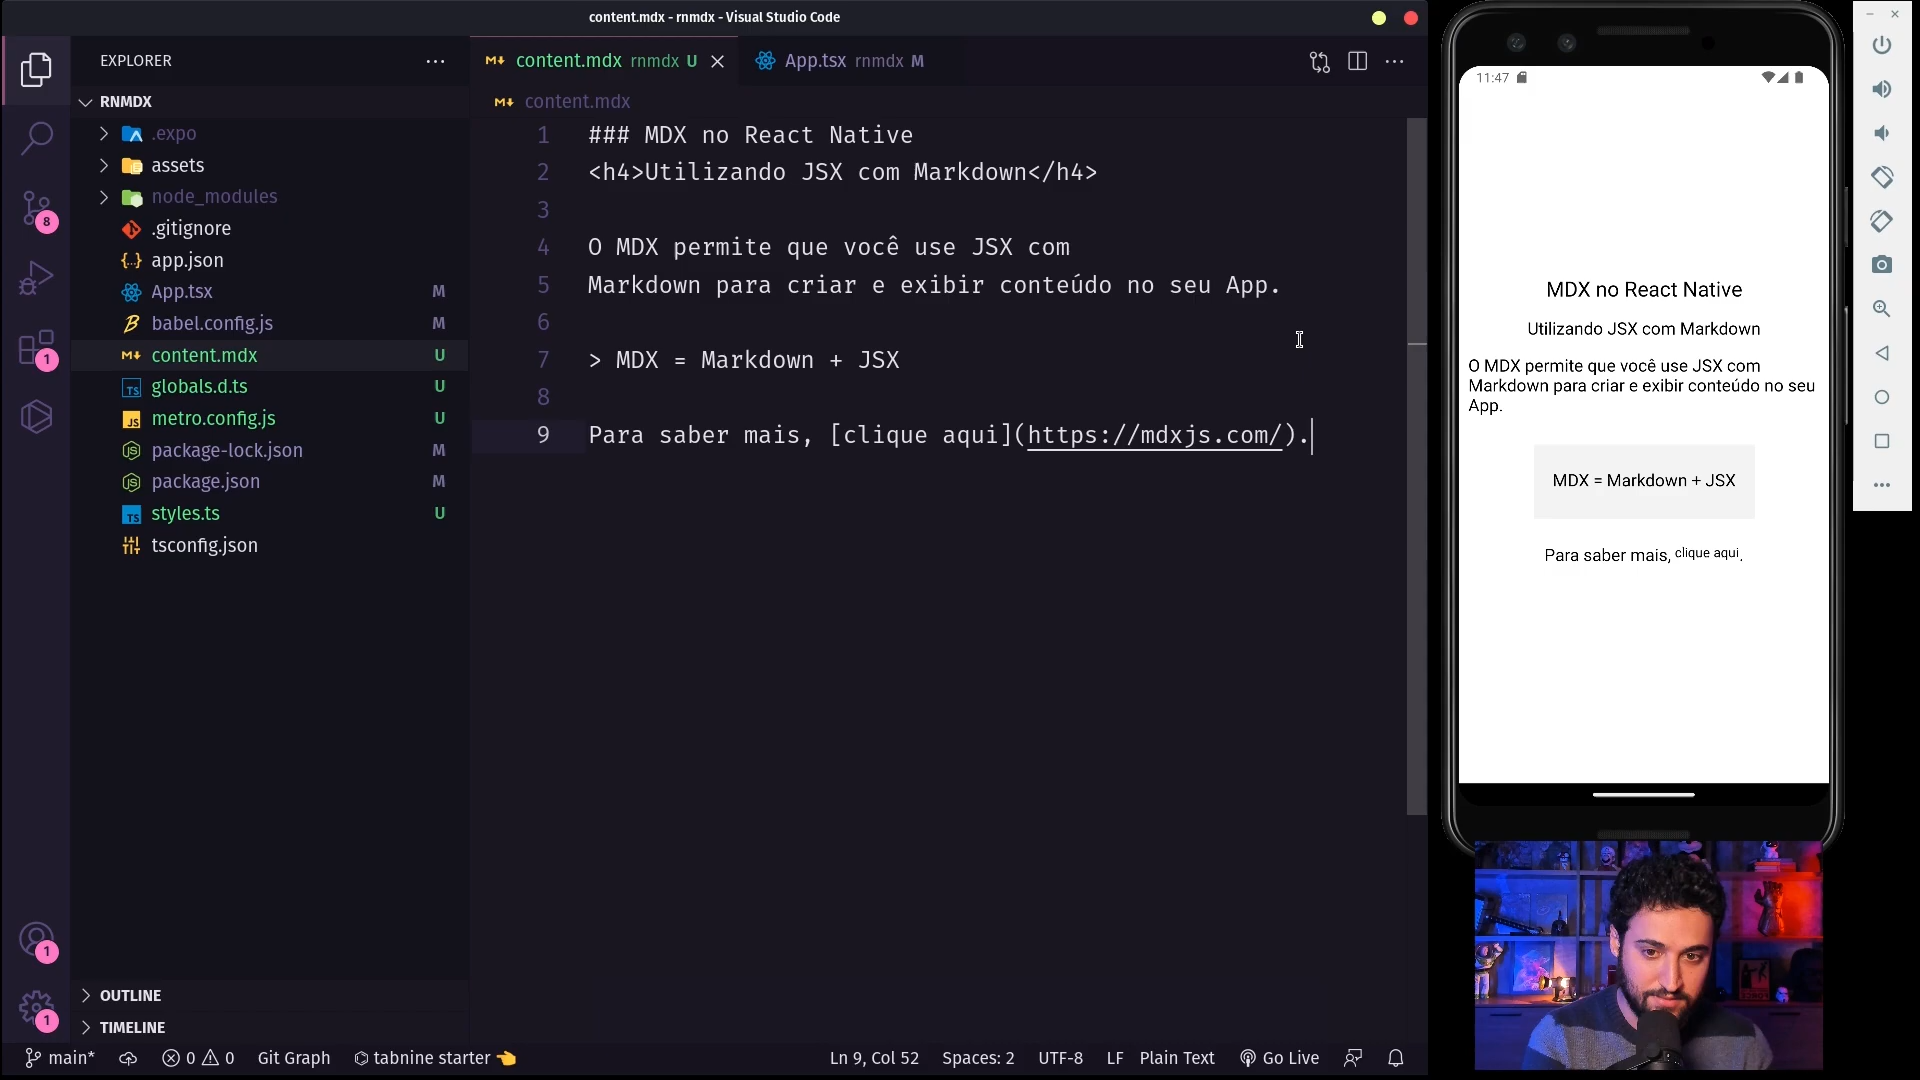 content.mdx - rnmdx - Visual Studio Code
EXPLORER
RNMDX
.expo
assets
node_modules
.gitignore
app.json
App.tsx M
babel.config.js M
content.mdx U
globals.d.ts U
metro.config.js U
package-lock.json M
package.json M
styles.ts U
tsconfig.json
OUTLINE
TIMELINE
8
1
1
1
content.mdx rnmdx U
App.tsx rnmdx M
content.mdx
1 ### MDX no React Native
2 <h4>Utilizando JSX com Markdown</h4>
3
4 O MDX permite que você use JSX com
5 Markdown para criar e exibir conteúdo no seu App.
6
7 > MDX = Markdown + JSX
8
9 Para saber mais, [clique aqui](https://mdxjs.com/).
main* 0 0 Git Graph tabnine starter Ln 9, Col 52 Spaces: 2 UTF-8 LF Plain Text Go Live
11:47
MDX no React Native
Utilizando JSX com Markdown
O MDX permite que você use JSX com
Markdown para criar e exibir conteúdo no seu
App.
MDX = Markdown + JSX
Para saber mais, clique aqui.